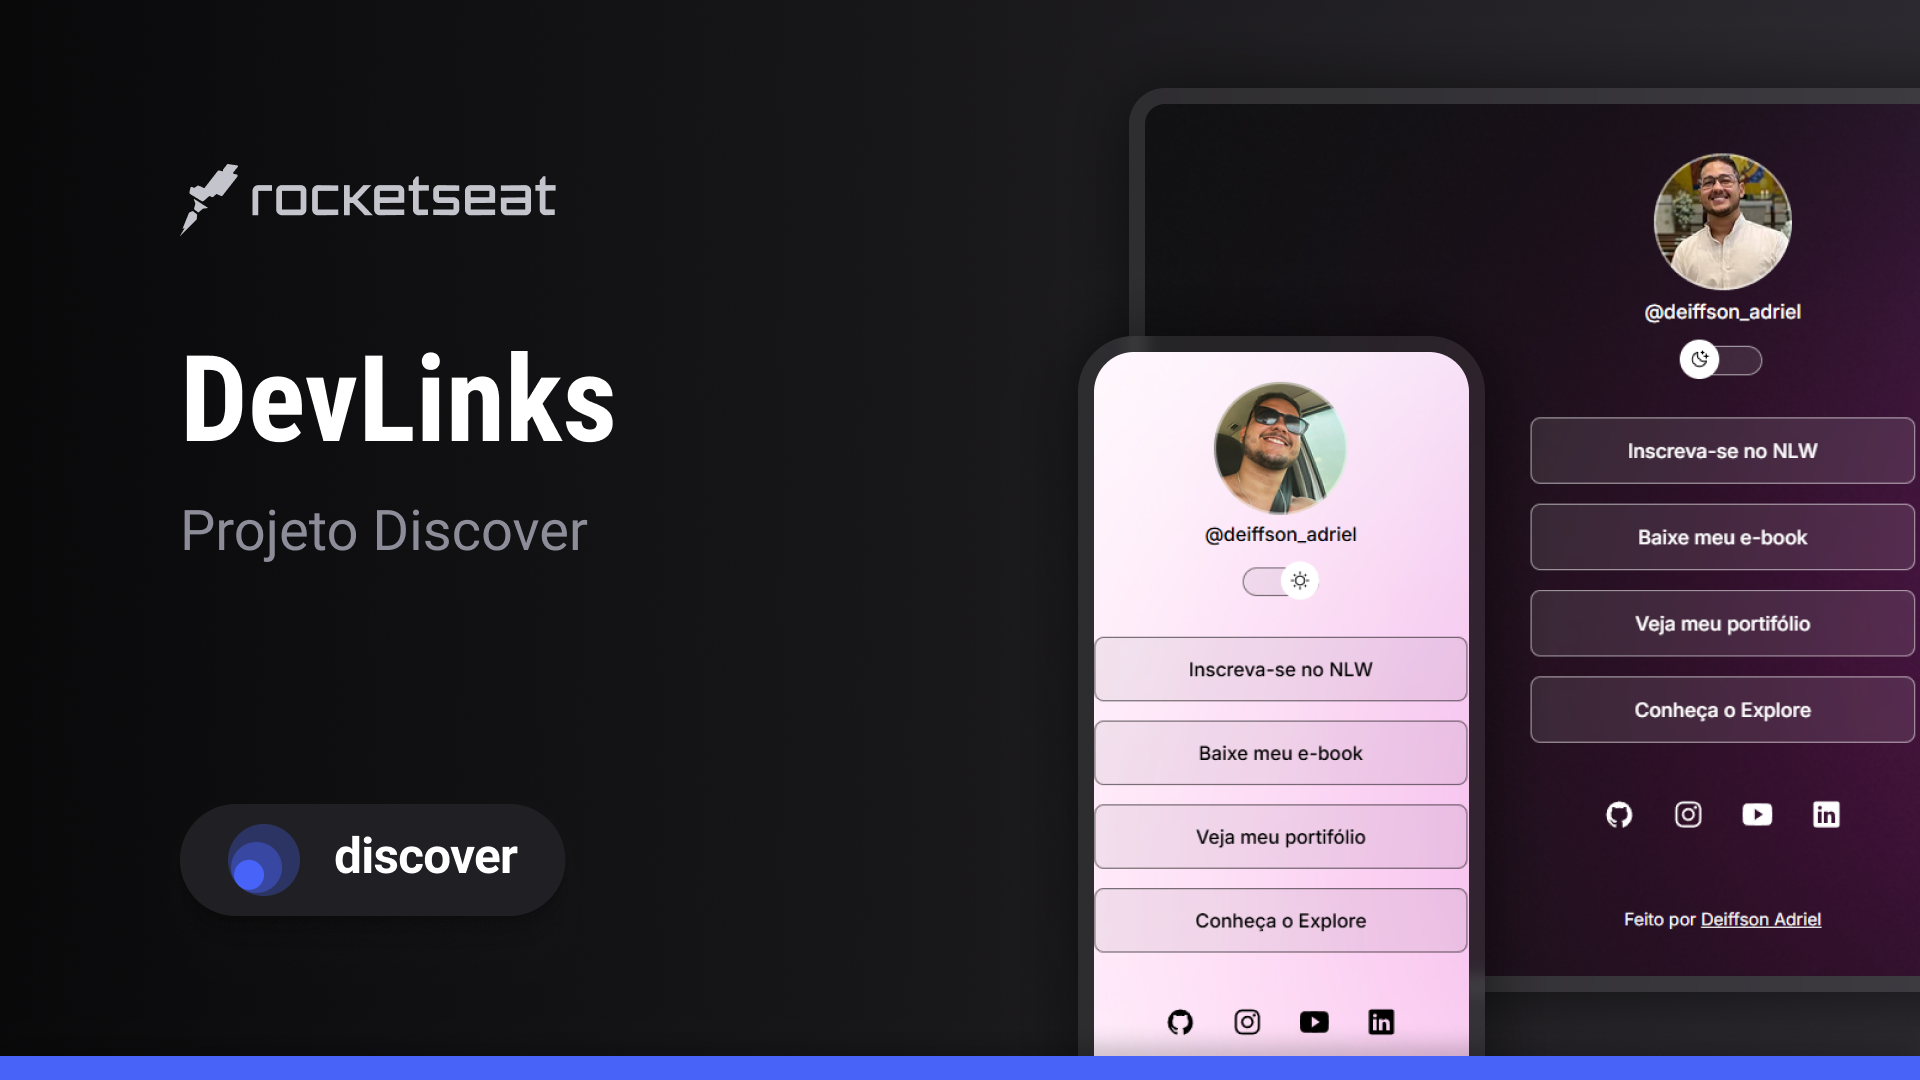 rocketseat
DevLinks
Projeto Discover
discover
@deiffson_adriel
Inscreva-se no NLW
Baixe meu e-book
Veja meu portifólio
Conheça o Explore
@deiffson_adriel
Inscreva-se no NLW
Baixe meu e-book
Veja meu portifólio
Conheça o Explore
Feito por Deiffson Adriel